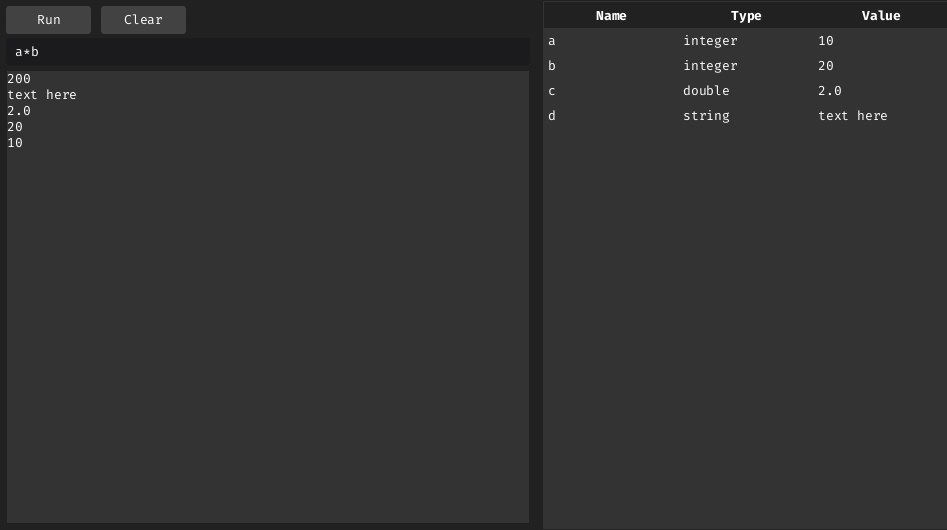 Run Clear
a*b
200
text here
2.0
20
10
Name Type Value
a integer 10
b integer 20
c double 2.0
d string text here